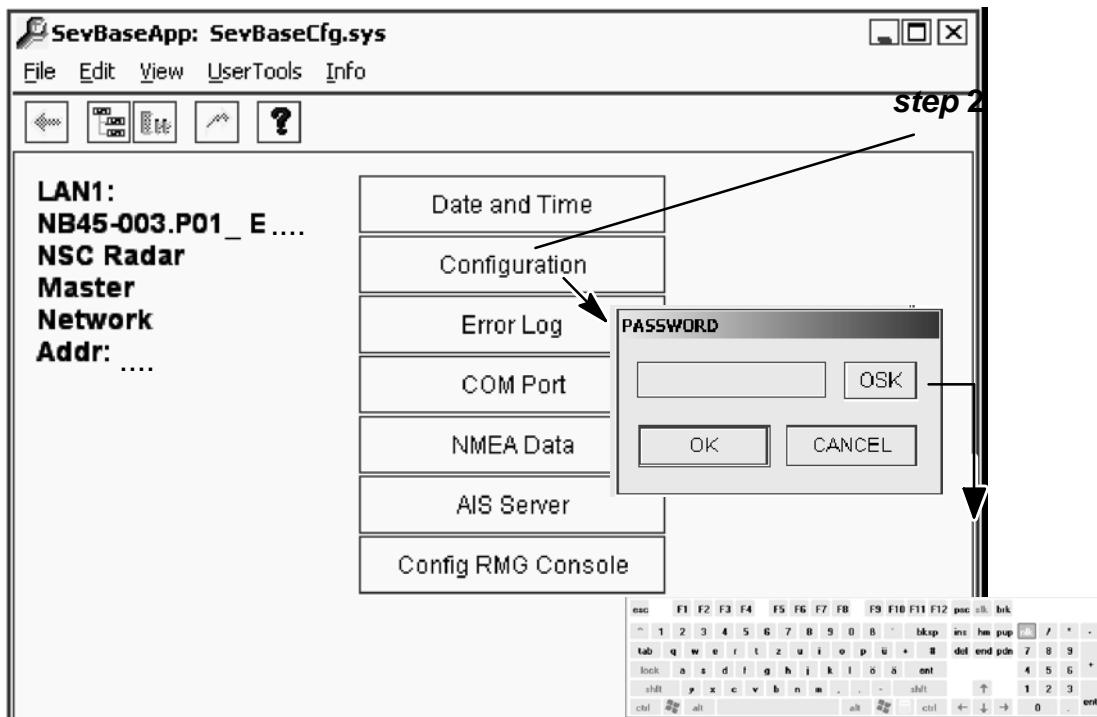 SevBaseApp: SevBaseCfg.sys
File Edit View UserTools Info
step 2
LAN1:
NB45-003.P01_ E ....
NSC Radar
Master
Network
Addr: ....
Date and Time
Configuration
Error Log
COM Port
NMEA Data
AIS Server
Config RMG Console
PASSWORD
OSK
OK CANCEL
esc F1 F2 F3 F4 F5 F6 F7 F8 F9 F10 F11 F12 psc slk brk
^ 1 2 3 4 5 6 7 8 9 0 ß ´ bksp ins hm pup nlk / * -
tab q w e r t z u i o p ü + # del end pdn 7 8 9
lock a s d f g h j k l ö ä ent 4 5 6 +
shft y x c v b n m , . - shft ↑ 1 2 3
ctrl alt alt ctrl ← ↓ → 0 . ent